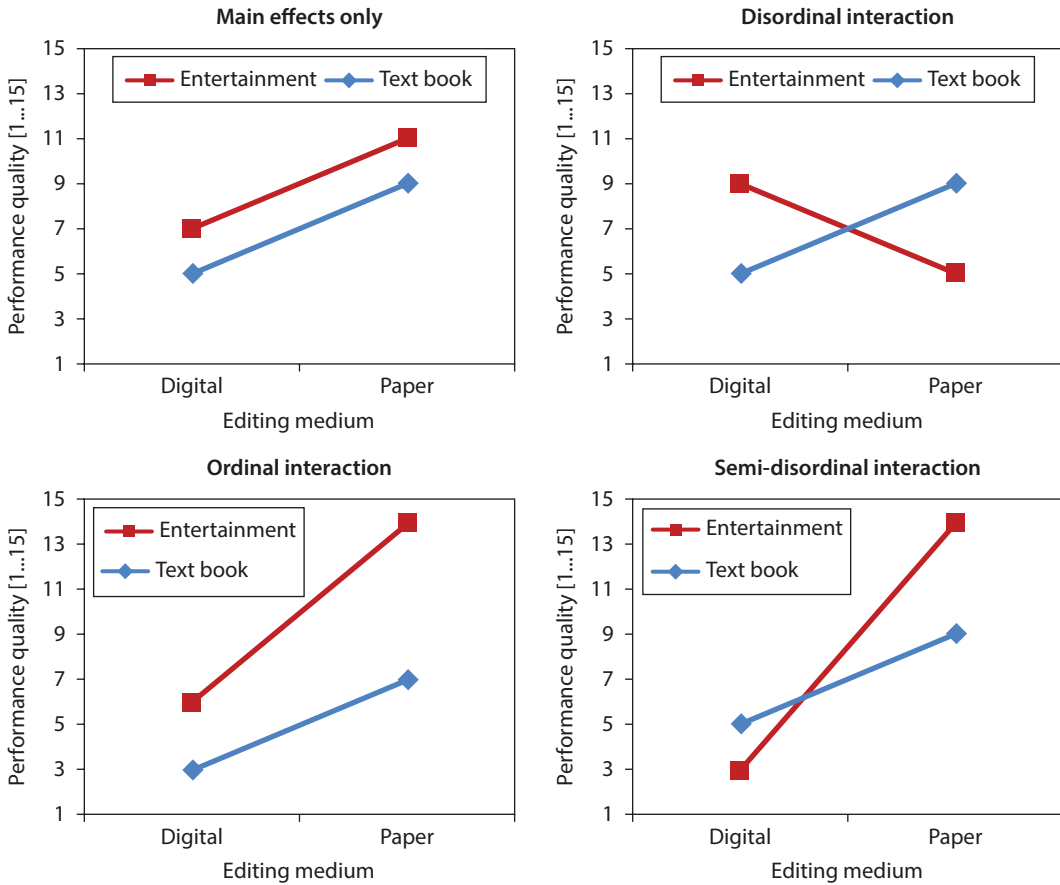 Main effects only
Performance quality [1...15]
15
13
11
9
7
5
3
1
Entertainment Text book
Digital Paper
Editing medium
Disordinal interaction
Performance quality [1...15]
15
13
11
9
7
5
3
1
Entertainment Text book
Digital Paper
Editing medium
Ordinal interaction
Performance quality [1...15]
15
13
11
9
7
5
3
1
Entertainment
Text book
Digital Paper
Editing medium
Semi-disordinal interaction
Performance quality [1...15]
15
13
11
9
7
5
3
1
Entertainment
Text book
Digital Paper
Editing medium